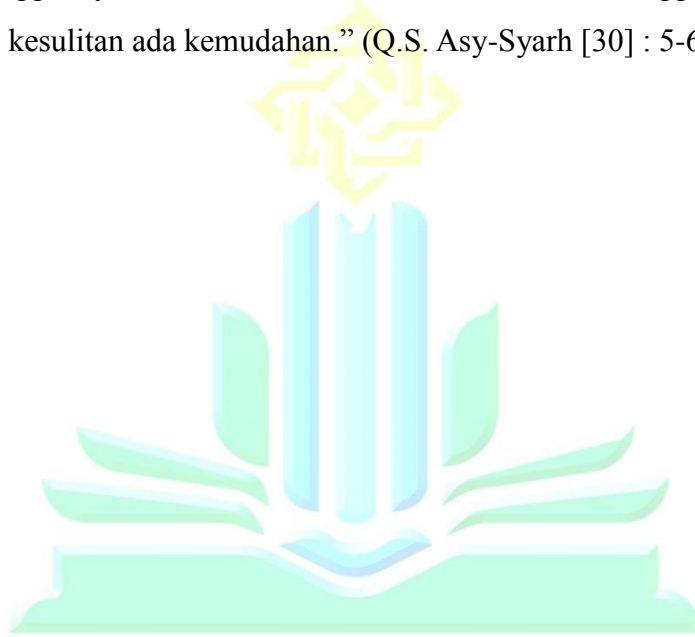 kesulitan ada kemudahan.” (Q.S. Asy-Syarh [30] : 5-6